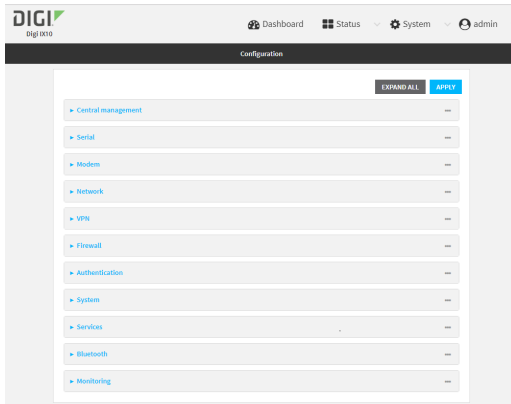 DIGI
Digi IX10
Dashboard
Status
System
admin
Configuration
EXPAND ALL
APPLY
Central management
Serial
Modem
Network
VPN
Firewall
Authentication
System
Services
Bluetooth
Monitoring